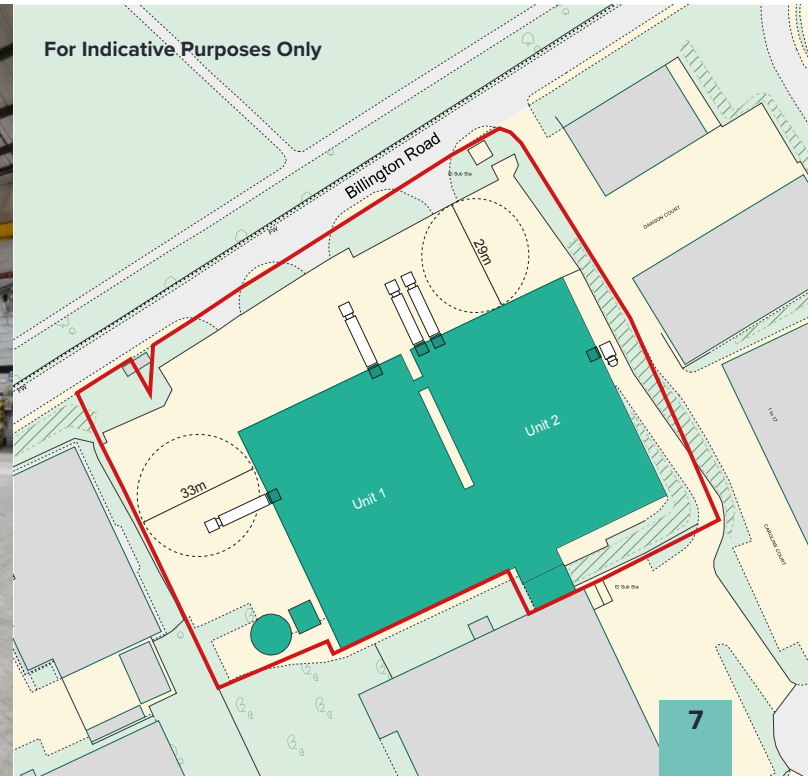 For Indicative Purposes Only
Billington Road
El Sub Sta
FW
29m
DAWSON COURT
FW
Unit 2
1 to 17
33m
Unit 1
CAROLINE COURT
El Sub Sta
7